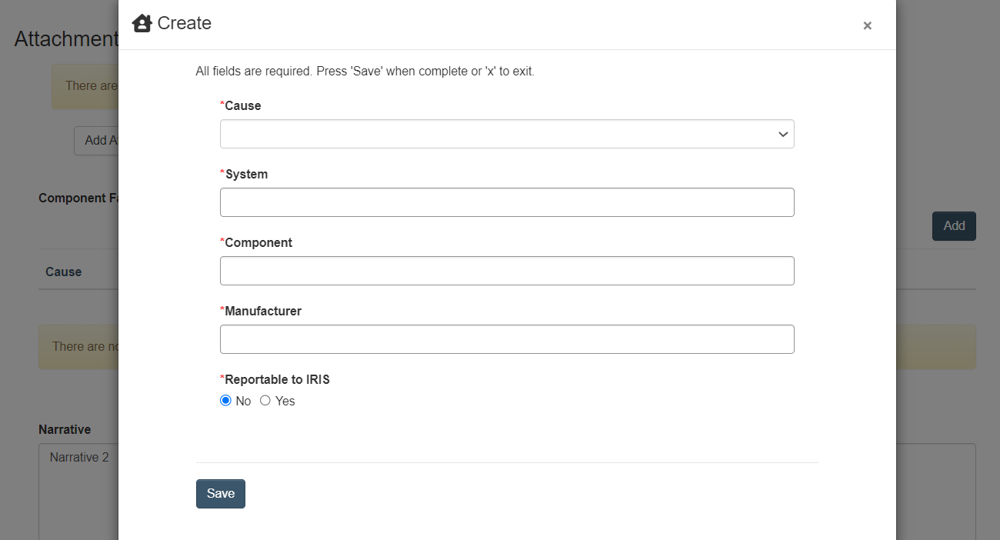 Create
×
All fields are required. Press 'Save' when complete or 'x' to exit.
*Cause
*System
*Component
*Manufacturer
*Reportable to IRIS
No Yes
Save
Attachment
There are
Add A
Component Fa
Add
Cause
There are no
Narrative
Narrative 2